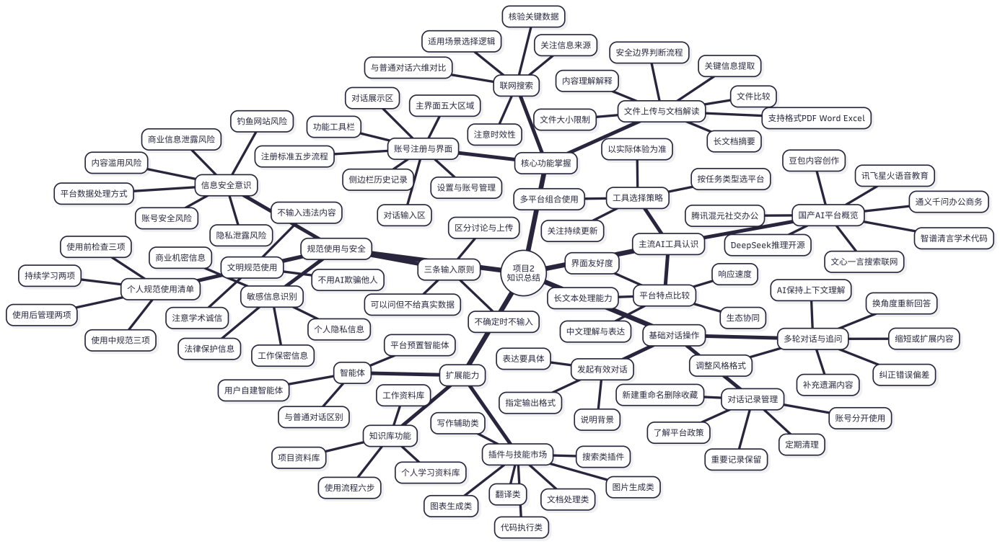 核验关键数据
适用场景选择逻辑
关注信息来源
与普通对话六维对比
联网搜索
注意时效性
安全边界判断流程
关键信息提取
内容理解解释
文件比较
文件上传与文档解读
文件大小限制
支持格式PDF Word Excel
长文档摘要
对话展示区
主界面五大区域
功能工具栏
账号注册与界面
注册标准五步流程
侧边栏历史记录
设置与账号管理
对话输入区
核心功能掌握
以实际体验为准
按任务类型选平台
多平台组合使用
工具选择策略
关注持续更新
豆包内容创作
讯飞星火语音教育
通义千问办公商务
腾讯混元社交办公
国产AI平台概览
DeepSeek推理开源
智谱清言学术代码
文心一言搜索联网
主流AI工具认识
钓鱼网站风险
商业信息泄露风险
内容滥用风险
信息安全意识
平台数据处理方式
账号安全风险
隐私泄露风险
不输入违法内容
规范使用与安全
区分讨论与上传
三条输入原则
可以问但不给真实数据
不确定时不输入
使用前检查三项
商业机密信息
持续学习两项
文明规范使用
不用AI欺骗他人
个人规范使用清单
敏感信息识别
使用后管理两项
注意学术诚信
使用中规范三项
法律保护信息
工作保密信息
个人隐私信息
项目2
知识总结
界面友好度
长文本处理能力
平台特点比较
响应速度
生态协同
中文理解与表达
AI保持上下文理解
换角度重新回答
基础对话操作
多轮对话与追问
缩短或扩展内容
纠正错误偏差
补充遗漏内容
调整风格格式
表达要具体
发起有效对话
指定输出格式
说明背景
新建重命名删除收藏
对话记录管理
账号分开使用
了解平台政策
定期清理
重要记录保留
平台预置智能体
智能体
用户自建智能体
与普通对话区别
扩展能力
工作资料库
知识库功能
项目资料库
个人学习资料库
使用流程六步
写作辅助类
插件与技能市场
搜索类插件
图片生成类
翻译类
文档处理类
图表生成类
代码执行类